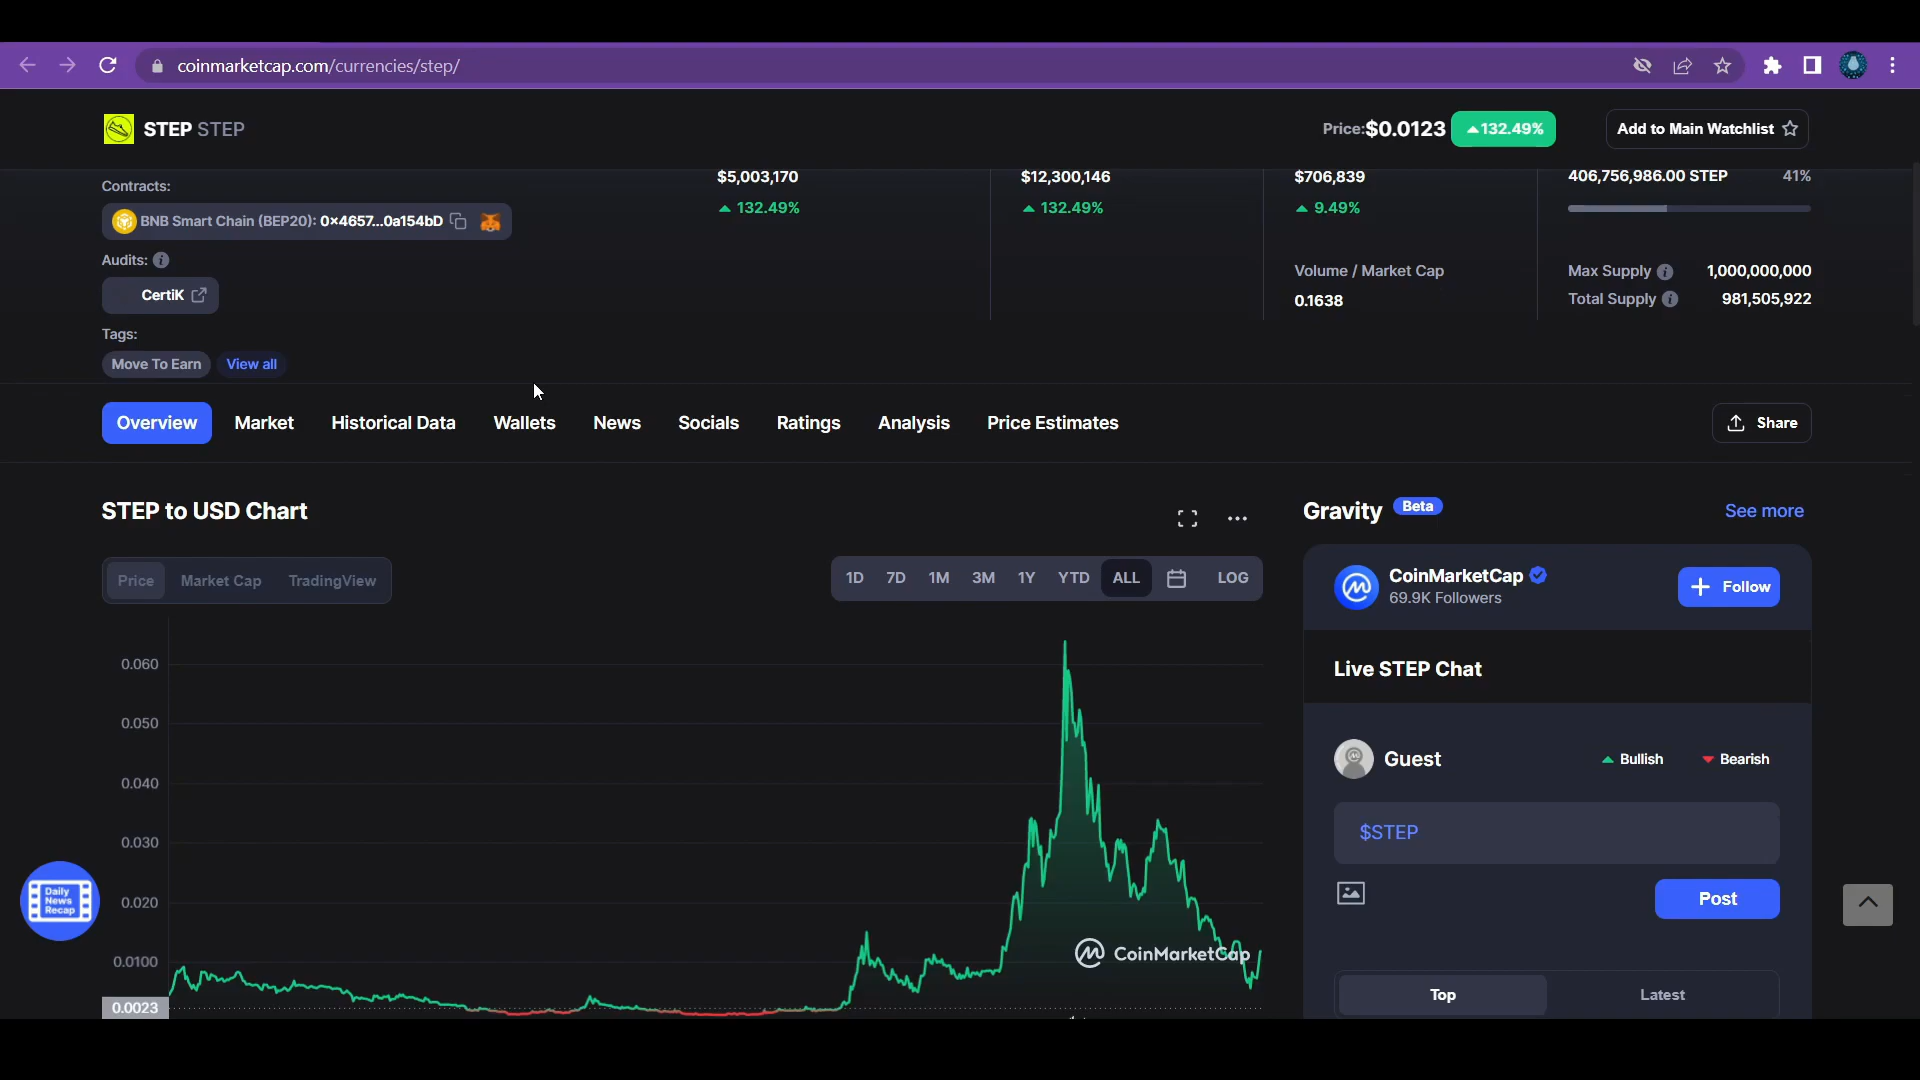 coinmarketcap.com/currencies/step/
STEP STEP
Price:$0.0123 132.49%
Add to Main Watchlist
Contracts:
$5,003,170
$12,300,146
$706,839
406,756,986.00 STEP 41%
132.49%
132.49%
9.49%
BNB Smart Chain (BEP20): 0x4657...0a154bD
Audits:
CertiK
Volume / Market Cap
0.1638
Max Supply 1,000,000,000
Total Supply 981,505,922
Tags:
Move To Earn View all
Overview Market Historical Data Wallets News Socials Ratings Analysis Price Estimates
Share
STEP to USD Chart
Price Market Cap TradingView
1D 7D 1M 3M 1Y YTD ALL LOG
0.060
0.050
0.040
0.030
0.020
0.0100
0.0023
CoinMarketCap
Daily
News
Recap
Gravity Beta
See more
CoinMarketCap
69.9K Followers
Follow
Live STEP Chat
Guest
Bullish Bearish
$STEP
Post
Top Latest